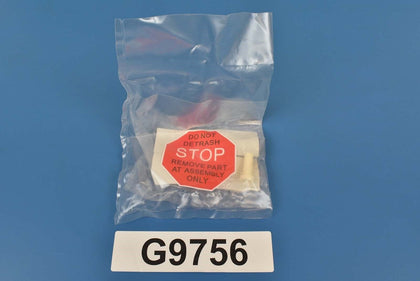 DO NOT
DETRASH
STOP
REMOVE PART
AT ASSEMBLY
ONLY
G9756